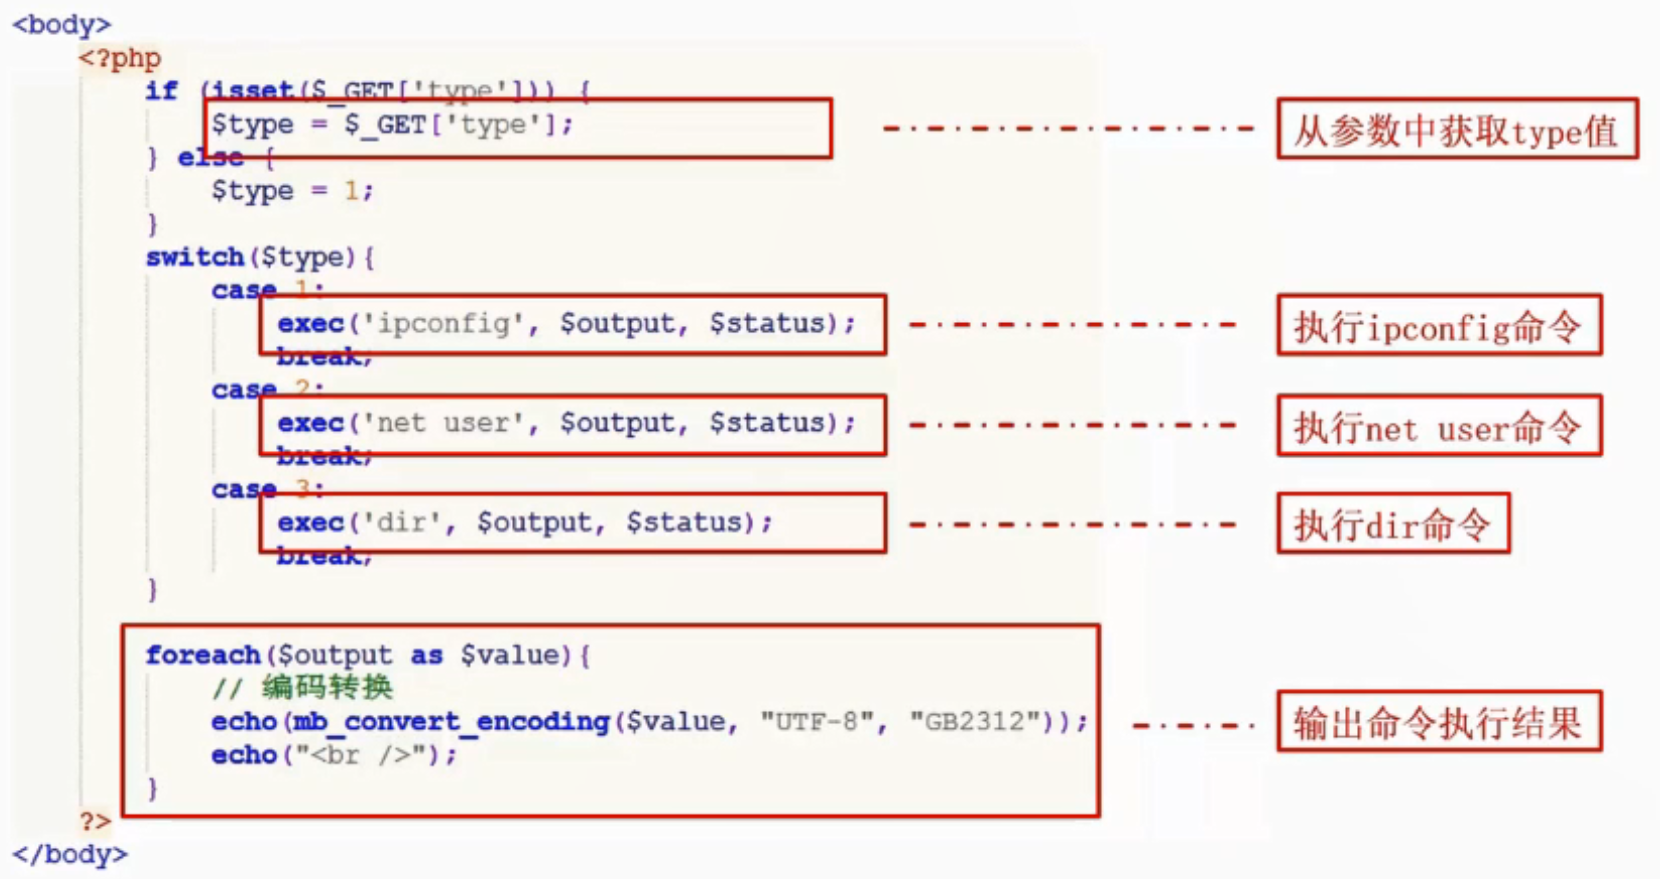 <body>
<?php
if (isset($_GET['type'])) {
$type = $_GET['type'];
从参数中获取type值
} else {
$type = 1;
}
switch($type){
case 1:
exec('ipconfig', $output, $status);
执行ipconfig命令
break;
case 2:
exec('net user', $output, $status);
执行net user命令
break;
case 3:
exec('dir', $output, $status);
执行dir命令
break;
}
foreach($output as $value){
// 编码转换
echo(mb_convert_encoding($value, "UTF-8", "GB2312"));
输出命令执行结果
echo("<br />");
}
?>
</body>